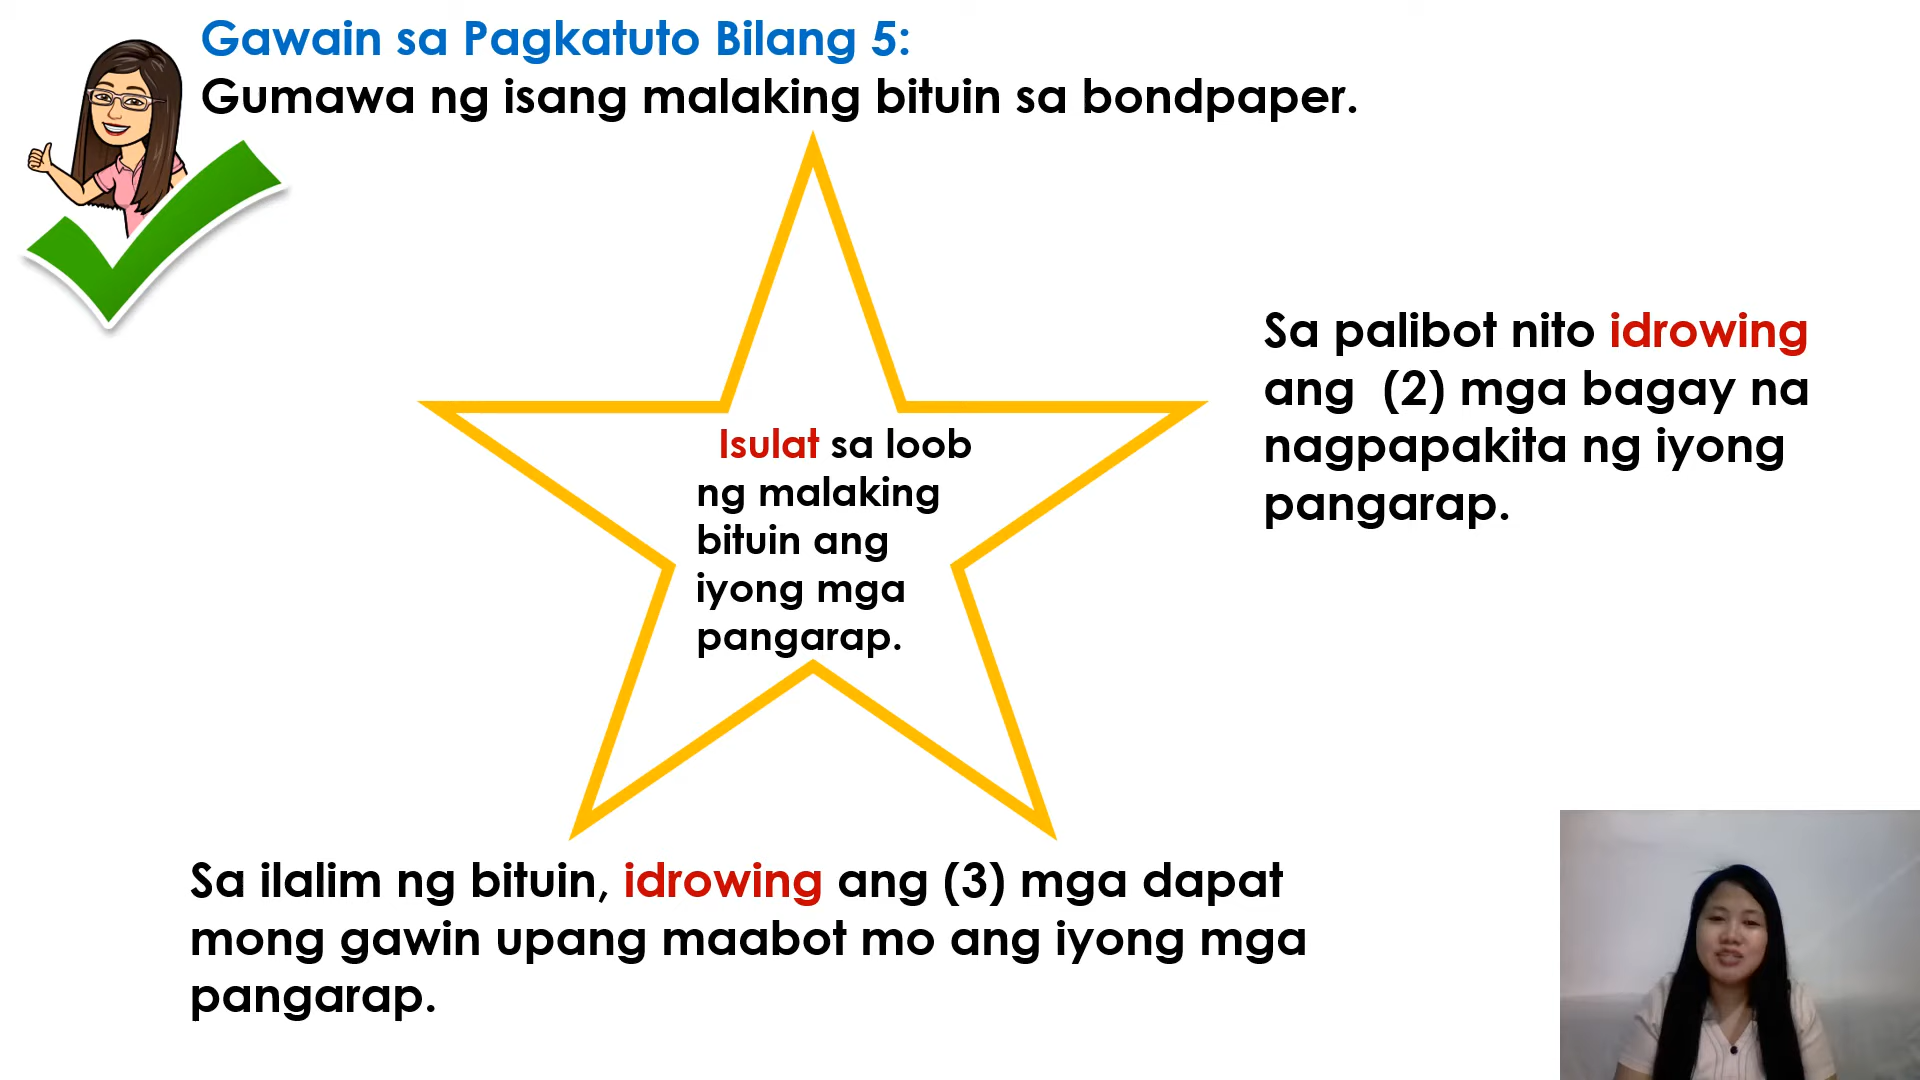 Gawain sa Pagkatuto Bilang 5:
Gumawa ng isang malaking bituin sa bondpaper.
Sa palibot nito idrowing
ang (2) mga bagay na
nagpapakita ng iyong
pangarap.
Isulat sa loob
ng malaking
bituin ang
iyong mga
pangarap.
Sa ilalim ng bituin, idrowing ang (3) mga dapat
mong gawin upang maabot mo ang iyong mga
pangarap.